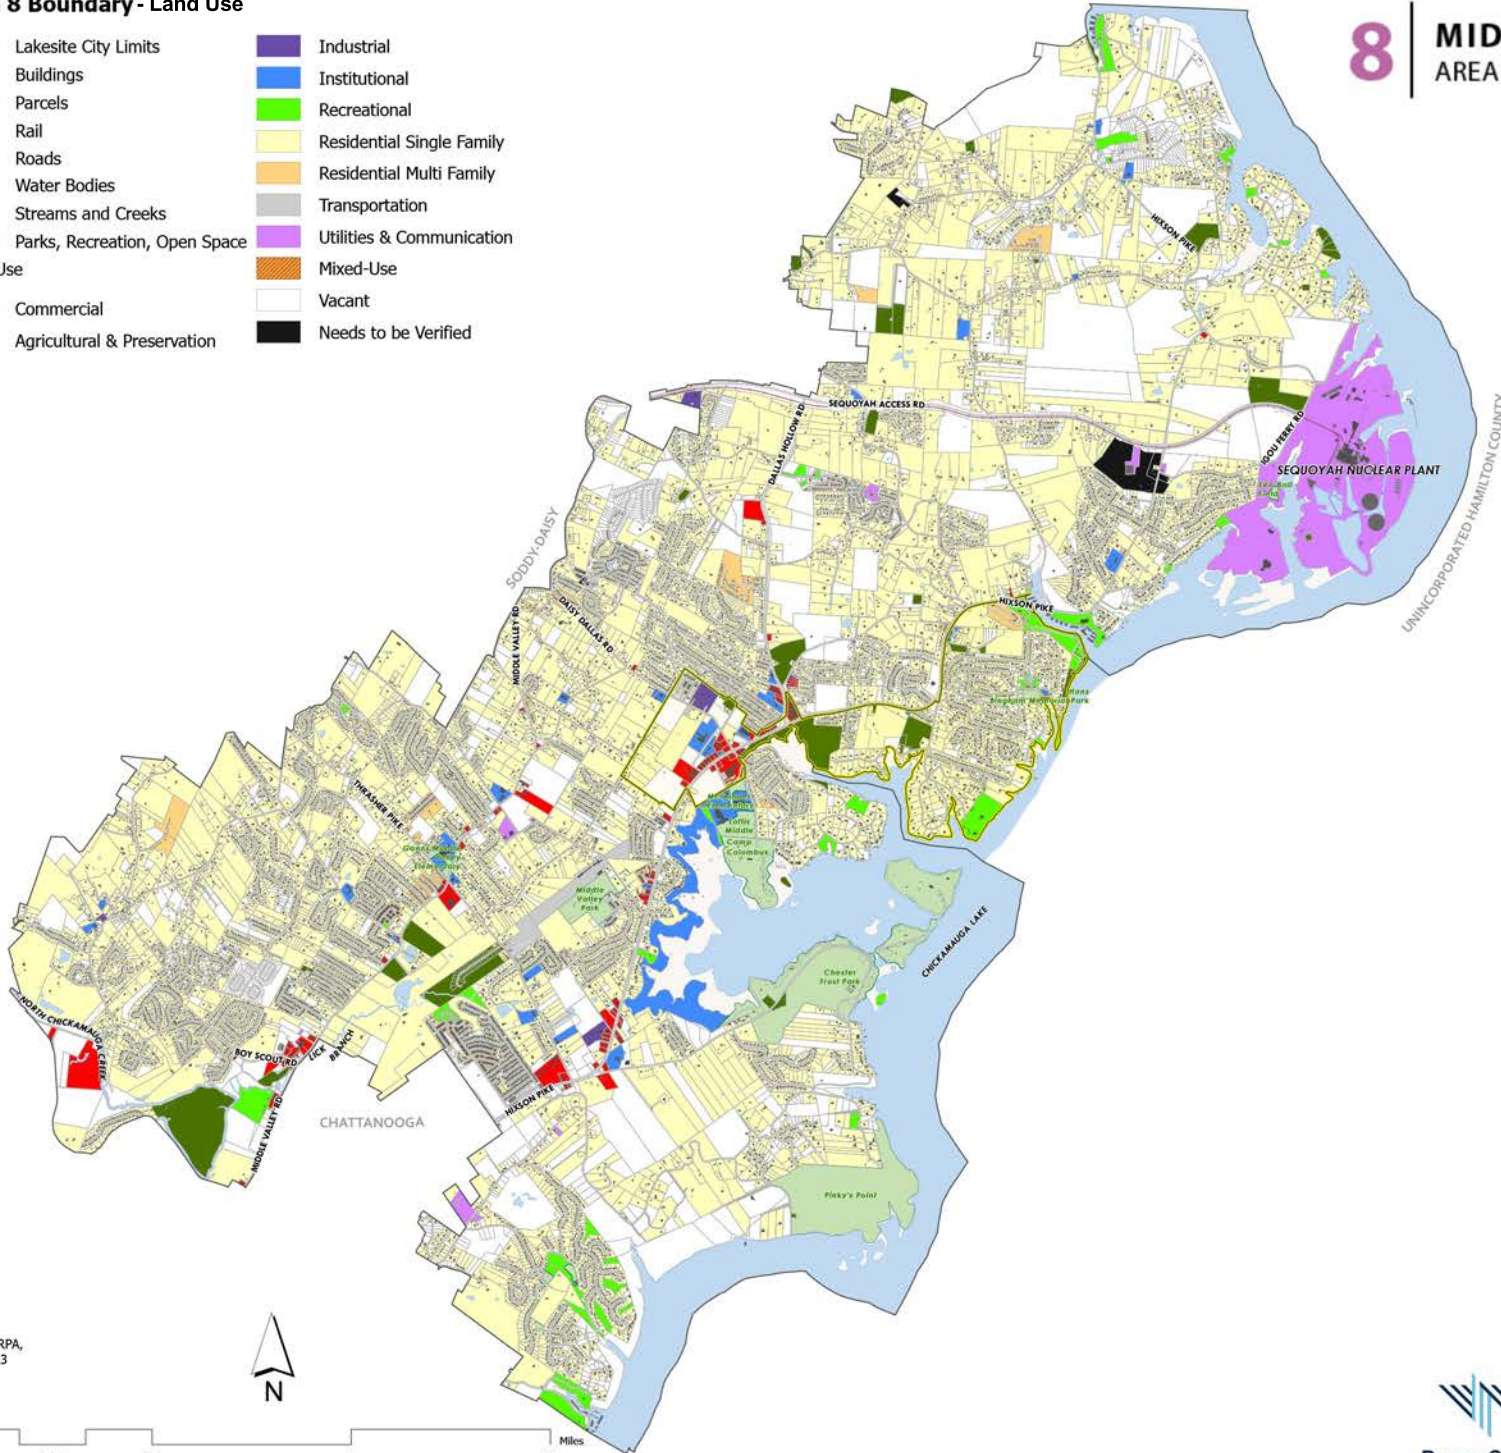 8 Boundary - Land Use
Lakesite City Limits
Buildings
Parcels
Rail
Roads
Water Bodies
Streams and Creeks
Parks, Recreation, Open Space
Use
Commercial
Agricultural & Preservation
Industrial
Institutional
Recreational
Residential Single Family
Residential Multi Family
Transportation
Utilities & Communication
Mixed-Use
Vacant
Needs to be Verified
8
MID
AREA
HIXSON PIKE
SEQUOYAH ACCESS RD
DALLAS HOLLOW RD
IGOU FERRY RD
SEQUOYAH NUCLEAR PLANT
UNINCORPORATED HAMILTON COUNTY
SODDY-DAISY
MIDDLE VALLEY RD
DAISY DALLAS RD
HIXSON PIKE
Park
THRASHER PIKE
Loftis
Middle
Camp
Columbus
Middle
Valley
Park
CHICKAMAUGA LAKE
Chester
Frost Park
NORTH CHICKAMAUGA CREEK
BOY SCOUT RD
LICK
BRANCH
MIDDLE VALLEY RD
CHATTANOOGA
HIXSON PIKE
Pinky's Point
RPA,
3
N
Miles